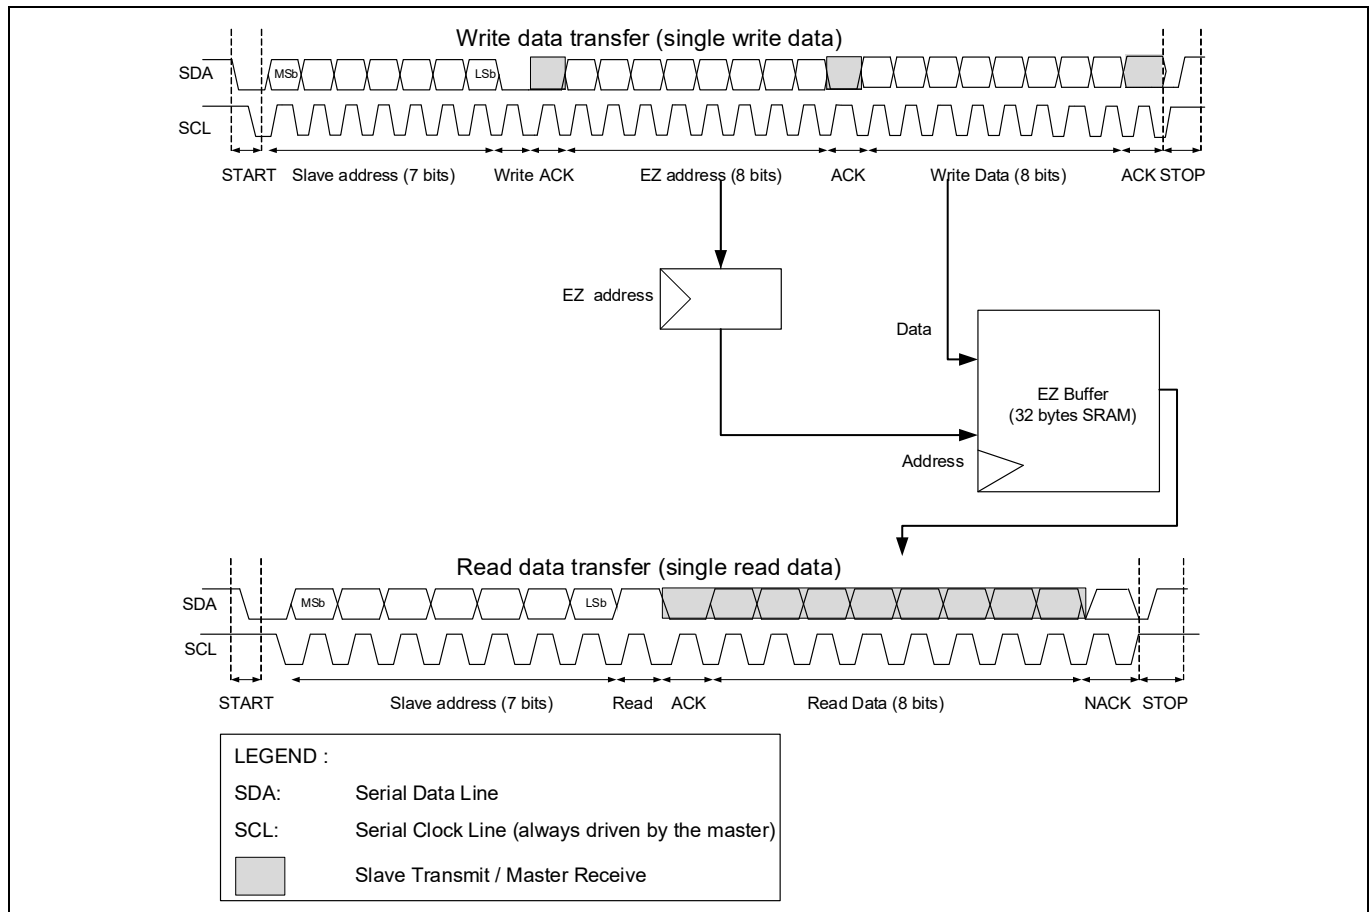 Write data transfer (single write data)
SDA MSb LSb
SCL
START Slave address (7 bits) Write ACK EZ address (8 bits) ACK Write Data (8 bits) ACK STOP
EZ address
Data
EZ Buffer
(32 bytes SRAM)
Address
Read data transfer (single read data)
SDA MSb LSb
SCL
START Slave address (7 bits) Read ACK Read Data (8 bits) NACK STOP
LEGEND :
SDA: Serial Data Line
SCL: Serial Clock Line (always driven by the master)
Slave Transmit / Master Receive